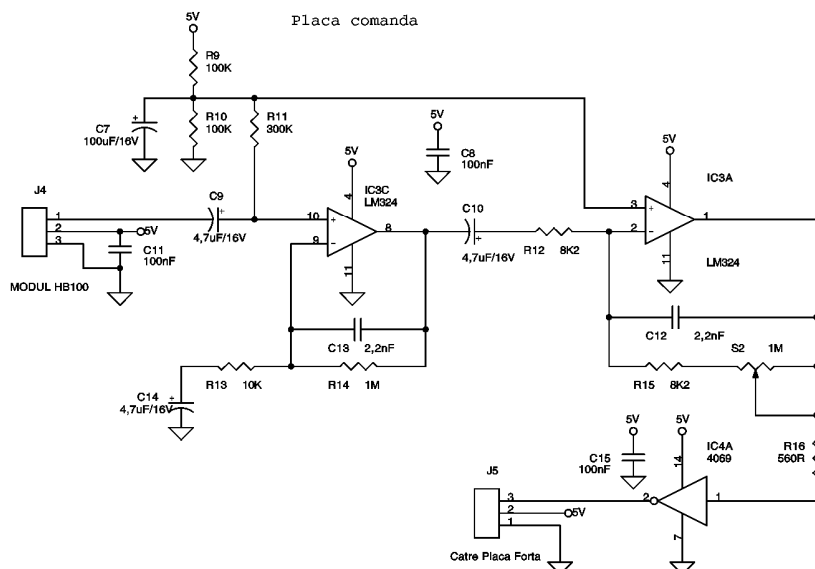 Placa comanda
5V
R9
100K
R10
100K
R11
300K
C7
+
100uF/16V
5V
C8
100nF
5V
IC3C
LM324
4
10
+
9
-
8
11
5V
IC3A
4
3
+
2
-
1
11
LM324
J4
1
2
3
MODUL HB100
5V
C11
100nF
C9
+
4,7uF/16V
C10
+
4,7uF/16V
R12 8K2
C13 2,2nF
R13 10K
R14 1M
C14
+
4,7uF/16V
C12 2,2nF
S2 1M
R15 8K2
R16
560R
5V
C15
100nF
5V
IC4A
4069
14
2
1
7
J5
3
2
1
5V
Catre Placa Forta